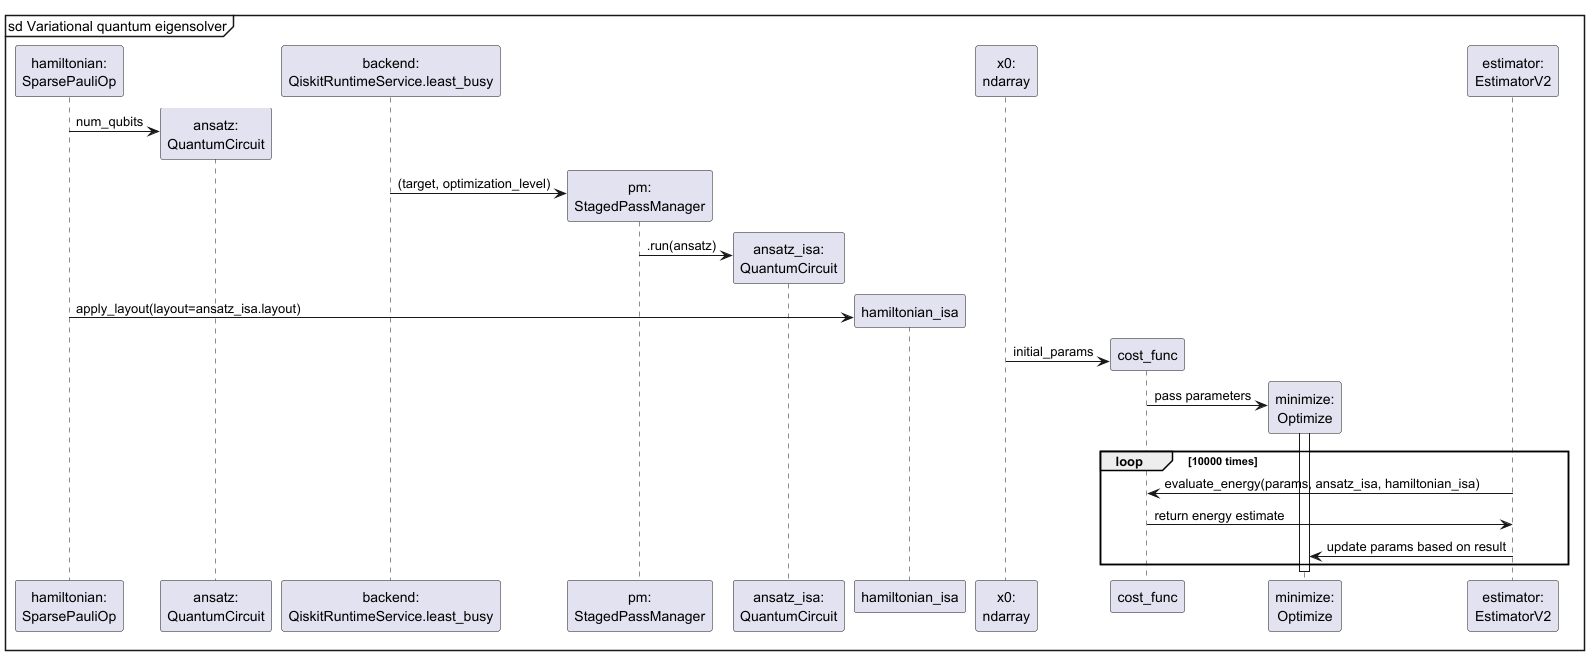 sd Variational quantum eigensolver
hamiltonian:
SparsePauliOp
backend:
QiskitRuntimeService.least_busy
x0:
ndarray
estimator:
EstimatorV2
num_qubits
ansatz:
QuantumCircuit
(target, optimization_level)
pm:
StagedPassManager
.run(ansatz)
ansatz_isa:
QuantumCircuit
apply_layout(layout=ansatz_isa.layout)
hamiltonian_isa
initial_params
cost_func
pass parameters
minimize:
Optimize
loop
[10000 times]
evaluate_energy(params, ansatz_isa, hamiltonian_isa)
return energy estimate
update params based on result
hamiltonian:
SparsePauliOp
ansatz:
QuantumCircuit
backend:
QiskitRuntimeService.least_busy
pm:
StagedPassManager
ansatz_isa:
QuantumCircuit
hamiltonian_isa
x0:
ndarray
cost_func
minimize:
Optimize
estimator:
EstimatorV2